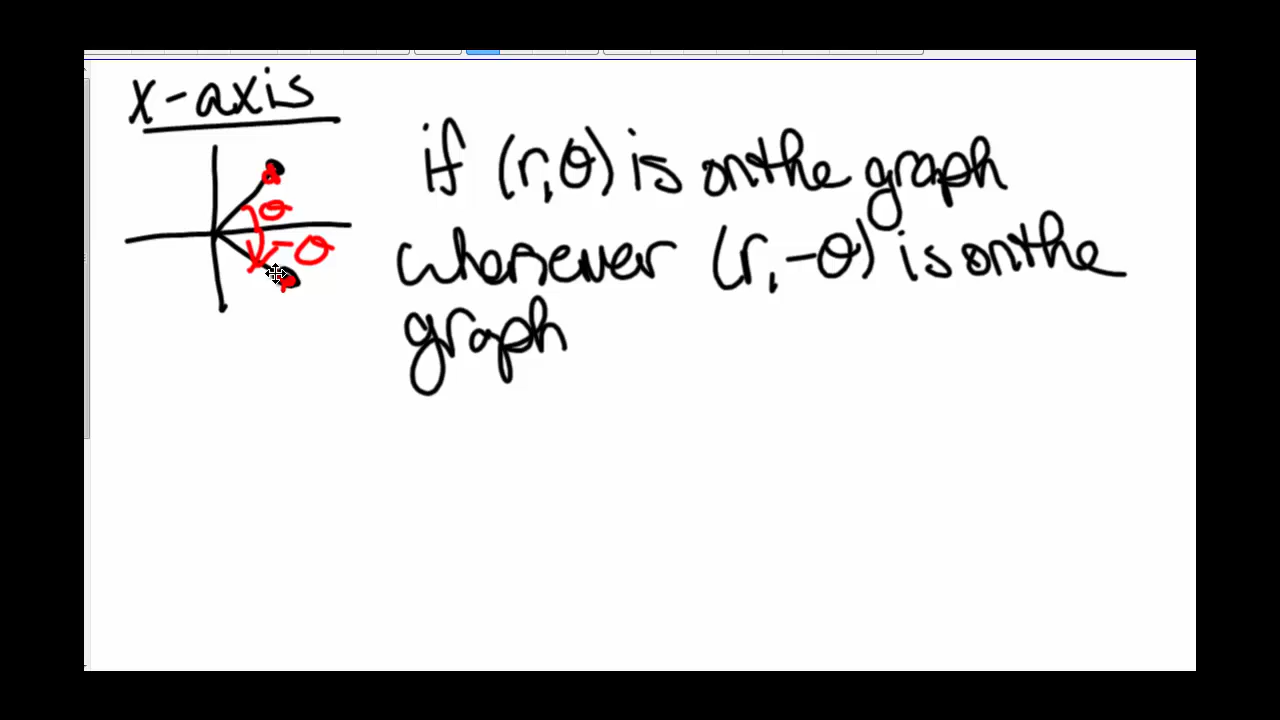 x-axis
if (r,θ) is on the graph
θ
-θ
whenever (r,-θ) is on the
graph